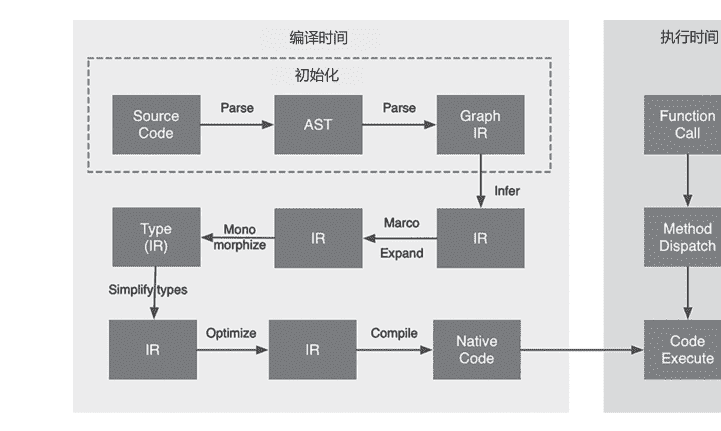 编译时间
执行时间
初始化
Source
Code
Parse
AST
Parse
Graph
IR
Function
Call
Infer
Type
(IR)
Mono
morphize
IR
Marco
Expand
IR
Method
Dispatch
Simplify types
IR
Optimize
IR
Compile
Native
Code
Code
Execute